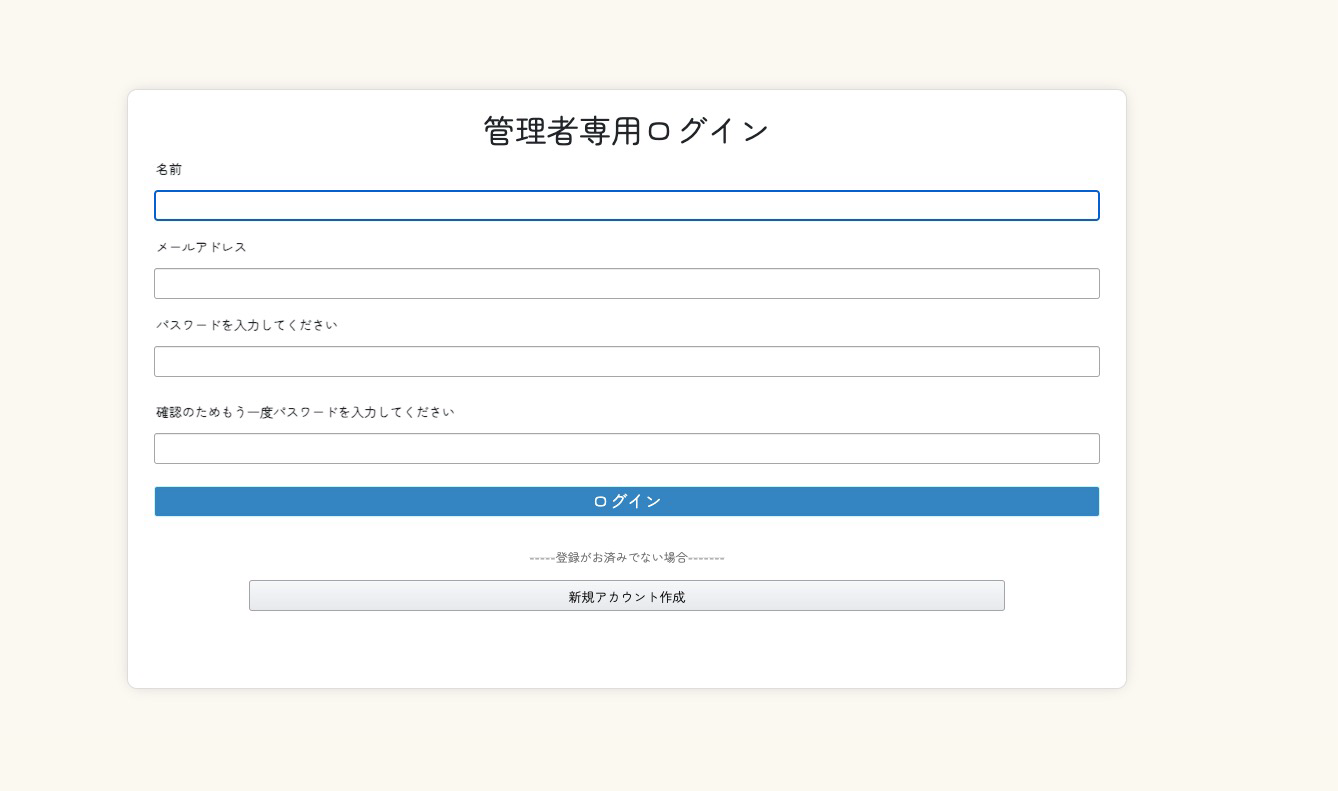 管理者専用ログイン
名前
メールアドレス
パスワードを入力してください
確認のためもう一度パスワードを入力してください
ログイン
-----登録がお済みでない場合-------
新規アカウント作成